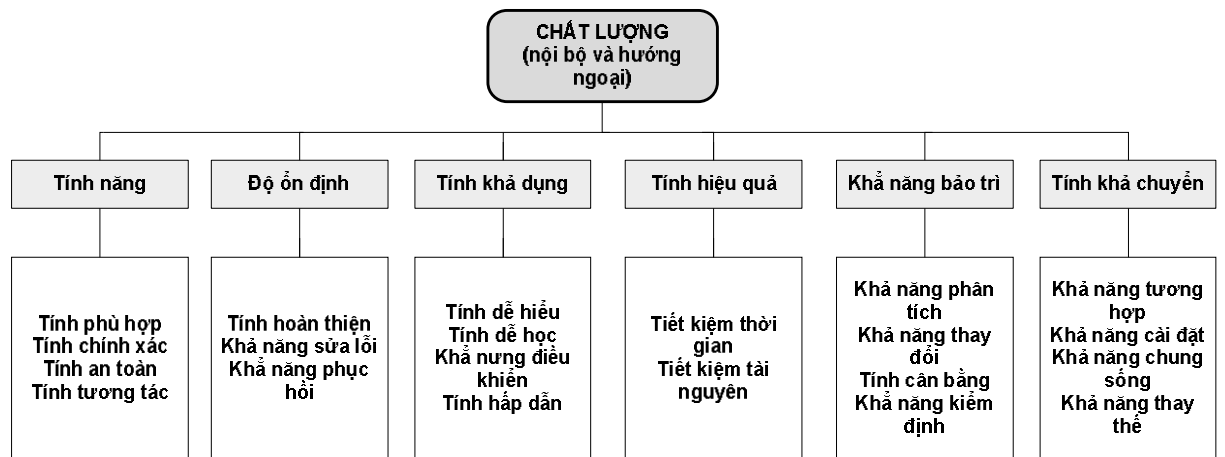 CHẤT LƯỢNG
(nội bộ và hướng
ngoại)
Tính năng
Độ ổn định
Tính khả dụng
Tính hiệu quả
Khẳ năng bảo trì
Tính khả chuyển
Tính phù hợp
Tính chính xác
Tính an toàn
Tính tương tác
Tính hoàn thiện
Khả năng sửa lỗi
Khẳ năng phục
hồi
Tính dễ hiểu
Tính dễ học
Khẳ nưng điều
khiển
Tính hấp dẫn
Tiết kiệm thời
gian
Tiết kiệm tài
nguyên
Khả năng phân
tích
Khả năng thay
đổi
Tính cân bằng
Khẳ năng kiểm
định
Khả năng tương
hợp
Khả năng cài đặt
Khả năng chung
sống
Khả năng thay
thế